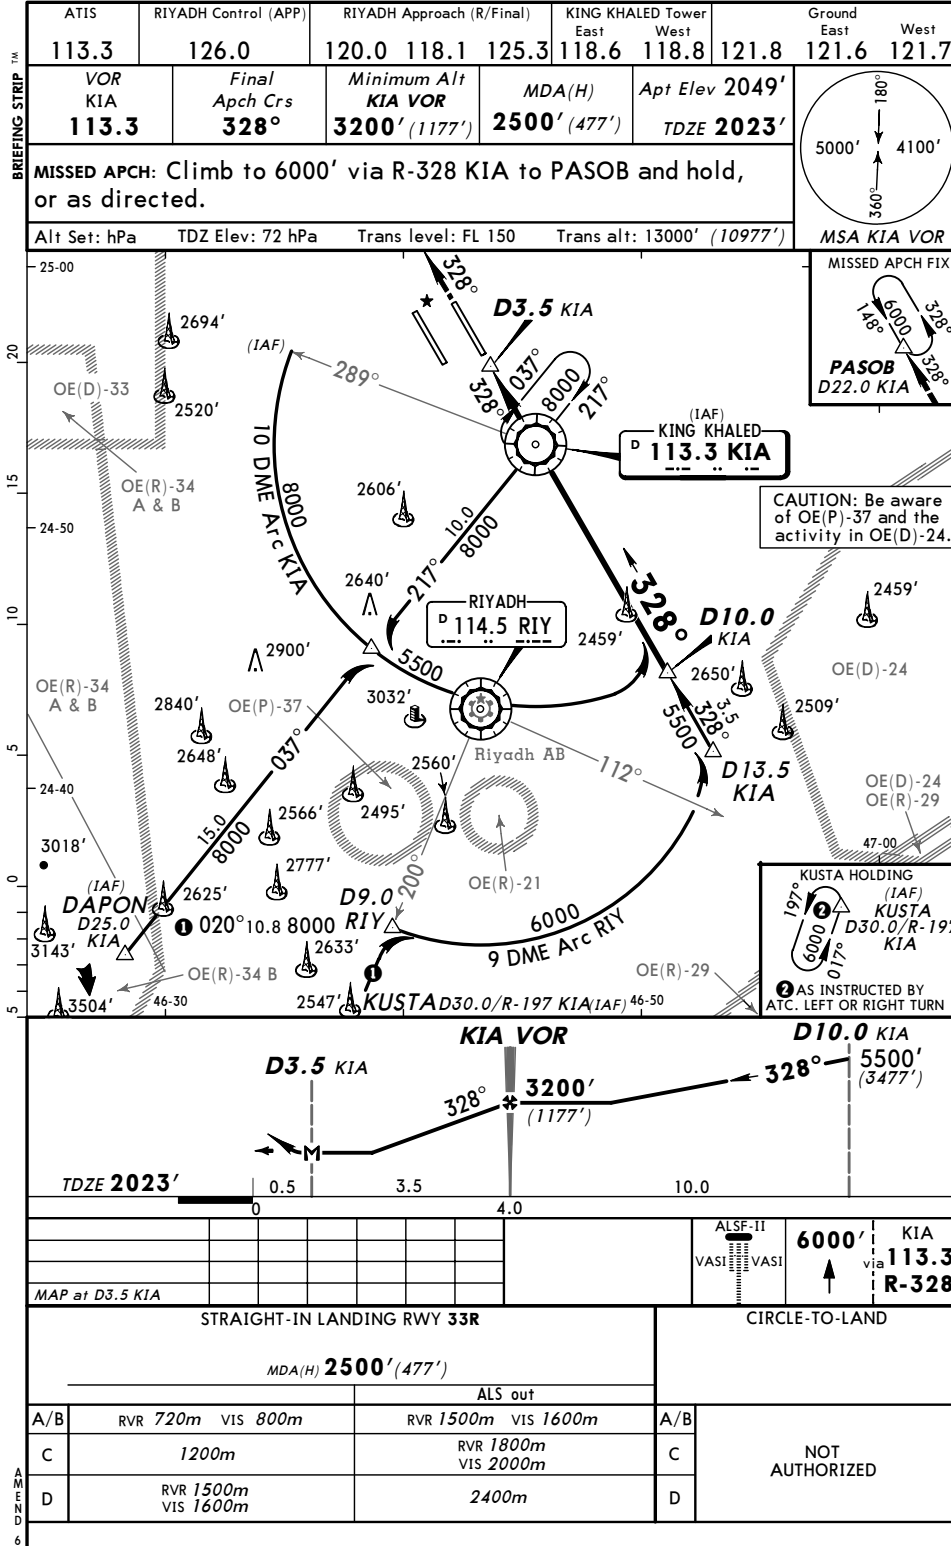 BRIEFING STRIP TM
ATIS
113.3
RIYADH Control (APP)
126.0
RIYADH Approach (R/Final)
120.0 118.1 125.3
KING KHALED Tower
East West
118.6 118.8
Ground
East West
121.8 121.6 121.7
VOR
KIA
113.3
Final
Apch Crs
328°
Minimum Alt
KIA VOR
3200' (1177')
MDA(H)
2500' (477')
Apt Elev 2049'
TDZE 2023'
180°
5000' 4100'
360°
MSA KIA VOR
MISSED APCH: Climb to 6000' via R-328 KIA to PASOB and hold,
or as directed.
Alt Set: hPa TDZ Elev: 72 hPa Trans level: FL 150 Trans alt: 13000' (10977')
MISSED APCH FIX
6000
148°
328°
328°
PASOB
D22.0 KIA
25-00
2694'
328°
D3.5 KIA
(IAF)
289°
037°
8000
217°
328°
20
OE(D)-33
2520'
(IAF)
KING KHALED
D 113.3 KIA
10 DME Arc KIA
8000
OE(R)-34
A & B
15
2606'
10.0
8000
217°
24-50
CAUTION: Be aware
of OE(P)-37 and the
activity in OE(D)-24.
2640'
10
RIYADH
D 114.5 RIY
328°
2459'
D10.0
KIA
2459'
2900'
5500
OE(R)-34
A & B
2840'
OE(P)-37
3032'
2650'
OE(D)-24
3.5
328°
5500
2509'
2648'
037°
Riyadh AB
5
2560'
112°
D13.5
KIA
24-40
OE(D)-24
OE(R)-29
15.0
8000
2566'
2495'
3018'
47-00
2777'
OE(R)-21
0
(IAF)
DAPON
D25.0
KIA
2625'
D9.0
RIY
200°
1 020° 10.8 8000
6000
9 DME Arc RIY
3143'
2633'
OE(R)-34 B
OE(R)-29
1
5
3504'
46-30
2547'
KUSTA D30.0/R-197 KIA(IAF)
46-50
KUSTA HOLDING
197°
2
(IAF)
KUSTA
D30.0/R-197
KIA
6000
017°
2 AS INSTRUCTED BY
ATC. LEFT OR RIGHT TURN
KIA VOR
D10.0 KIA
D3.5 KIA
328°
3200'
(1177')
328°
5500'
(3477')
M
TDZE 2023'
0.5 3.5 10.0
0 4.0
MAP at D3.5 KIA
ALSF-II
VASI VASI
6000'
via
KIA
113.3
R-328
STRAIGHT-IN LANDING RWY 33R
CIRCLE-TO-LAND
MDA(H) 2500' (477')
ALS out
A/B RVR 720m VIS 800m RVR 1500m VIS 1600m A/B
C 1200m RVR 1800m
VIS 2000m C
NOT
AUTHORIZED
D RVR 1500m
VIS 1600m 2400m D
AMEND 6